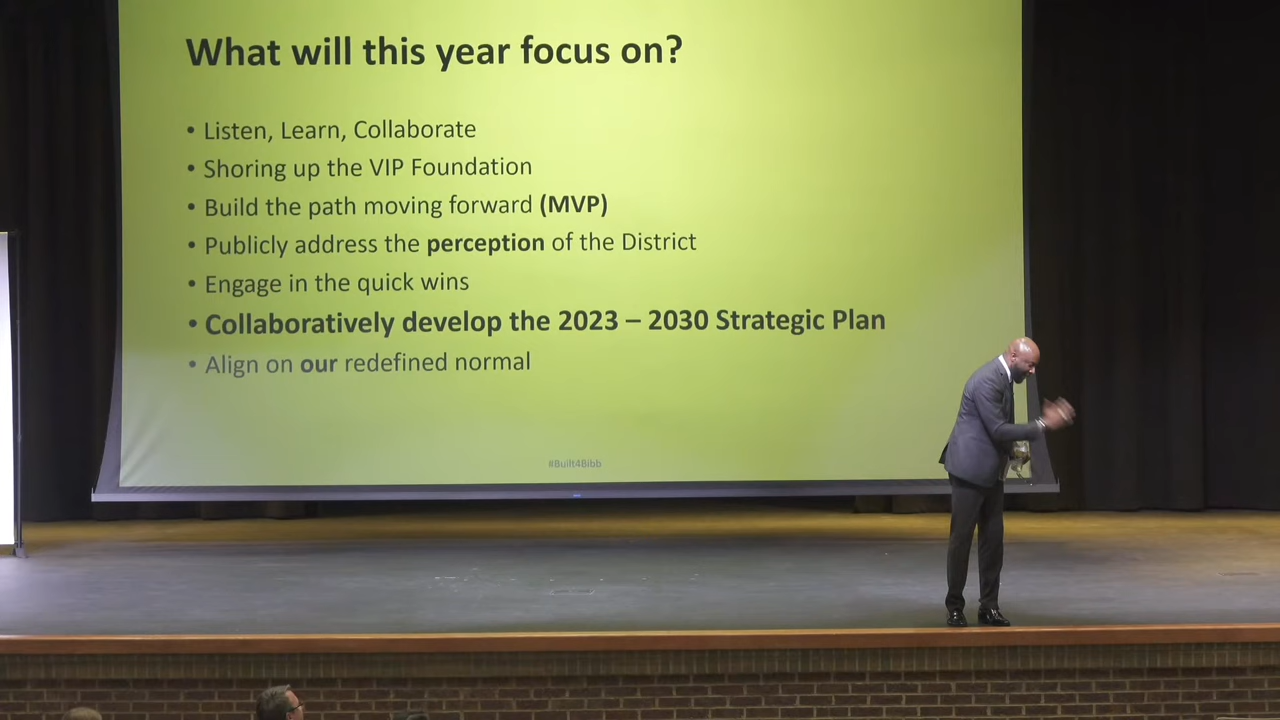 What will this year focus on?
• Listen, Learn, Collaborate
• Shoring up the VIP Foundation
• Build the path moving forward (MVP)
• Publicly address the perception of the District
• Engage in the quick wins
• Collaboratively develop the 2023 – 2030 Strategic Plan
• Align on our redefined normal
#Built4Bibb